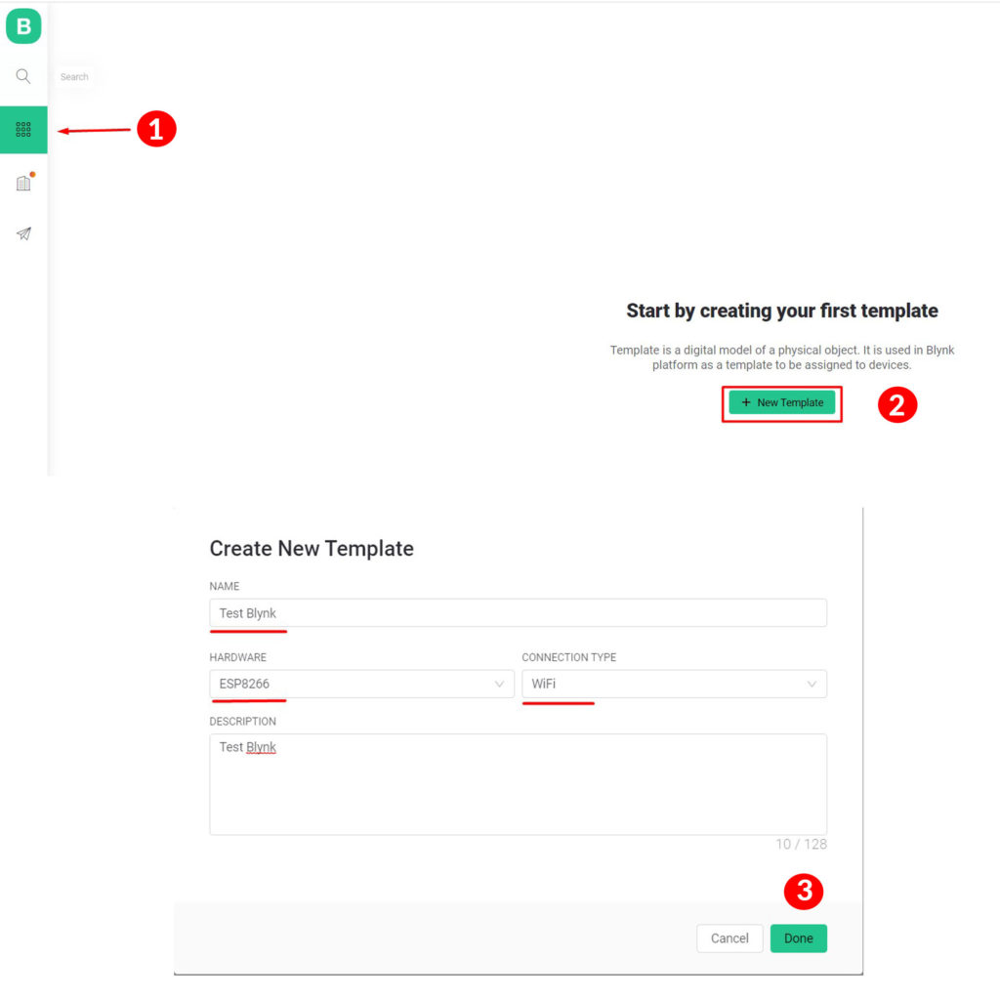 B
Search
1
Start by creating your first template
Template is a digital model of a physical object. It is used in Blynk
platform as a template to be assigned to devices.
+ New Template
2
Create New Template
NAME
Test Blynk
HARDWARE
CONNECTION TYPE
ESP8266
WiFi
DESCRIPTION
Test Blynk
10 / 128
3
Cancel
Done